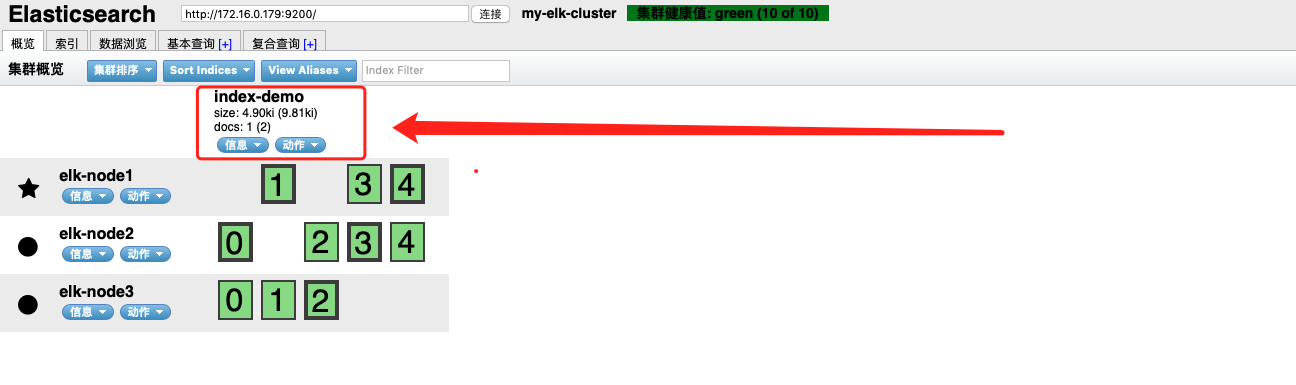 Elasticsearch http://172.16.0.179:9200/ 连接 my-elk-cluster 集群健康值: green (10 of 10)
概览 索引 数据浏览 基本查询 [+] 复合查询 [+]
集群概览 集群排序 Sort Indices View Aliases Index Filter
index-demo
size: 4.90ki (9.81ki)
docs: 1 (2)
信息 动作
elk-node1
信息 动作
1 3 4
elk-node2
信息 动作
0 2 3 4
elk-node3
信息 动作
0 1 2